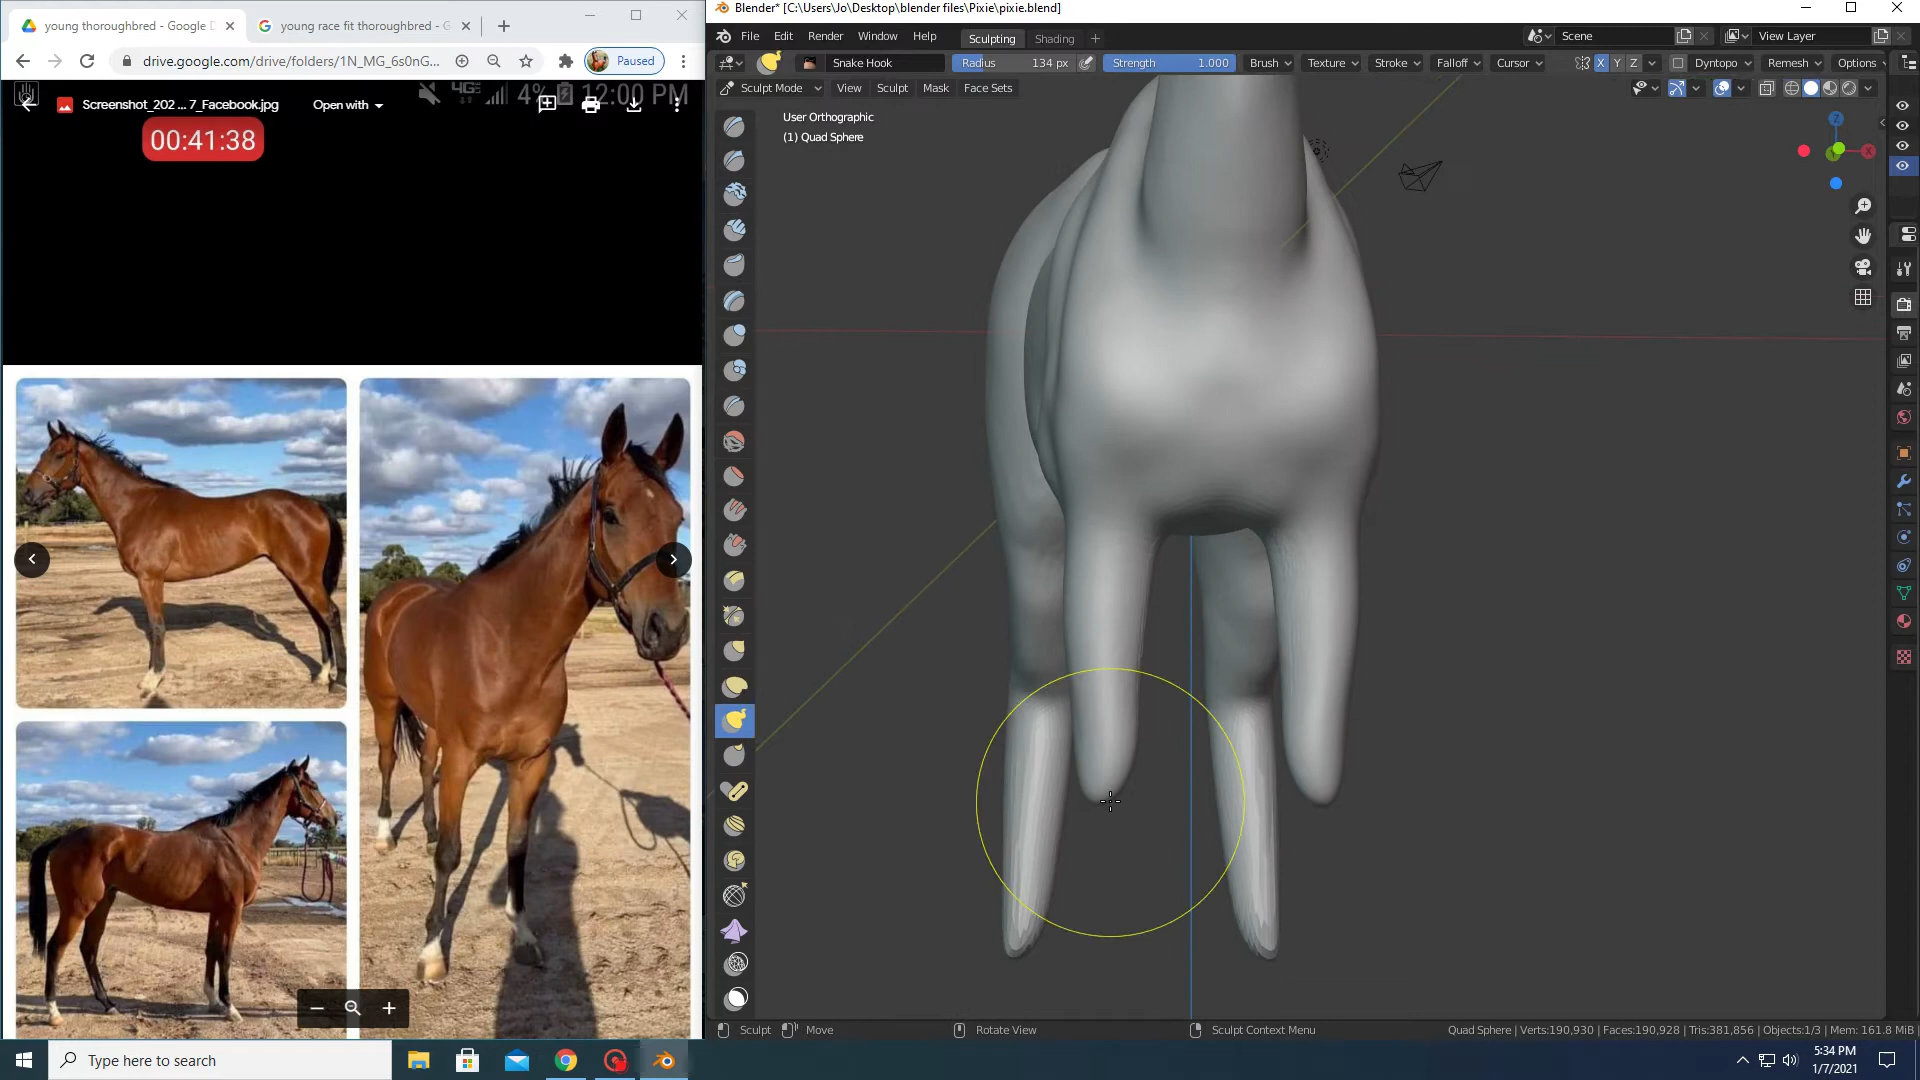 young thoroughbred - Google D
young race fit thoroughbred - G
drive.google.com/drive/folders/1N_MG_6s0nG...
Paused
Screenshot_202 ... 7_Facebook.jpg
Open with
4G
4%
12:00 PM
00:41:38
Blender* [C:\Users\Jo\Desktop\blender files\Pixie\pixie.blend]
File Edit Render Window Help
Sculpting Shading
Scene
View Layer
Snake Hook
Radius 134 px
Strength 1.000
Brush Texture Stroke Falloff Cursor
X Y Z
Dyntopo Remesh Options
Sculpt Mode View Sculpt Mask Face Sets
User Orthographic
(1) Quad Sphere
Z
X
Sculpt Move Rotate View Sculpt Context Menu
Quad Sphere | Verts:190,930 | Faces:190,928 | Tris:381,856 | Objects:1/3 | Mem: 161.8 MiB |
Type here to search
5:34 PM
1/7/2021